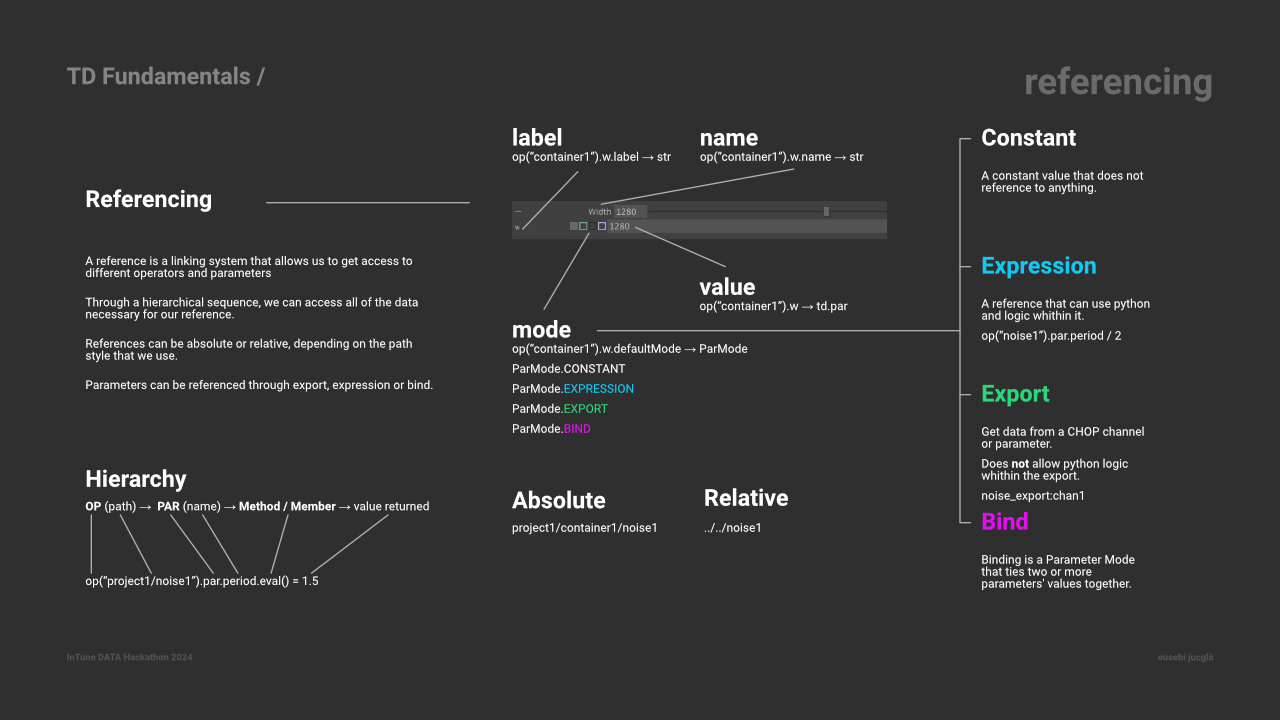 TD Fundamentals /
referencing
Referencing
A reference is a linking system that allows us to get access to
different operators and parameters
Through a hierarchical sequence, we can access all of the data
necessary for our reference.
References can be absolute or relative, depending on the path
style that we use.
Parameters can be referenced through export, expression or bind.
Hierarchy
OP (path) → PAR (name) → Method / Member → value returned
op(“project1/noise1”).par.period.eval() = 1.5
label
op(“container1”).w.label → str
name
op(“container1”).w.name → str
Width 1280
w 1280
value
op(“container1”).w → td.par
mode
op(“container1”).w.defaultMode → ParMode
ParMode.CONSTANT
ParMode.EXPRESSION
ParMode.EXPORT
ParMode.BIND
Absolute
project1/container1/noise1
Relative
../../noise1
Constant
A constant value that does not
reference to anything.
Expression
A reference that can use python
and logic whithin it.
op(“noise1”).par.period / 2
Export
Get data from a CHOP channel
or parameter.
Does not allow python logic
whithin the export.
noise_export:chan1
Bind
Binding is a Parameter Mode
that ties two or more
parameters' values together.
InTune DATA Hackathon 2024
eusebi jucglà